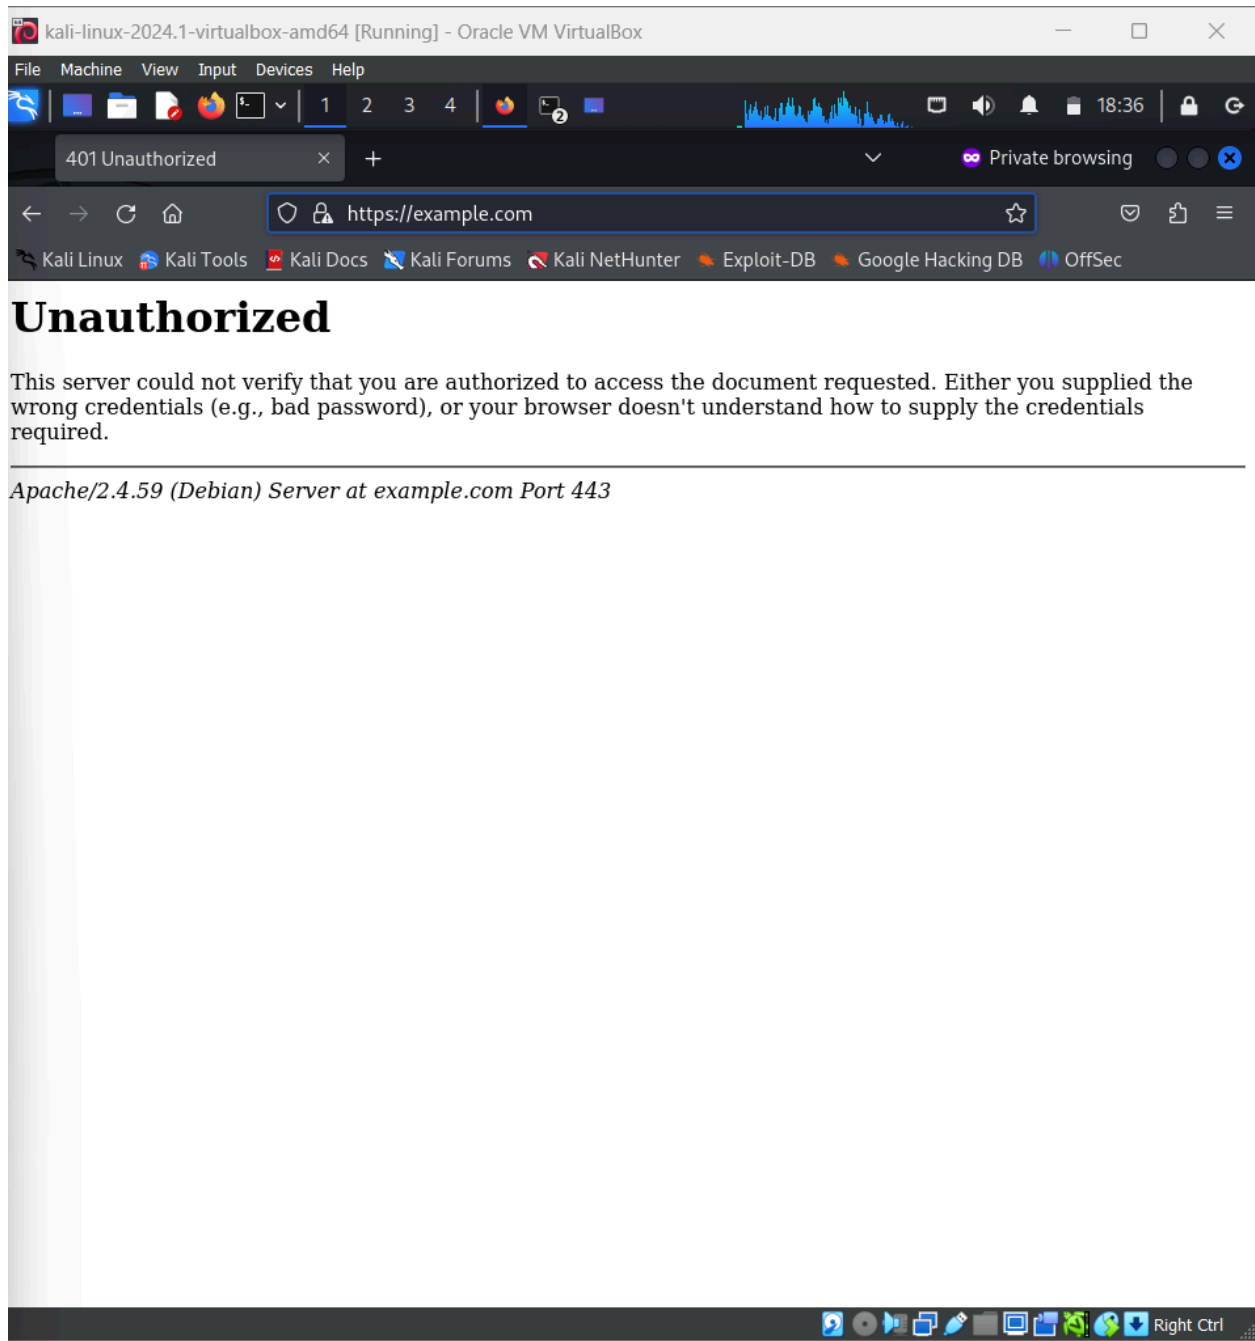 kali-linux-2024.1-virtualbox-amd64 [Running] - Oracle VM VirtualBox
File Machine View Input Devices Help
1 2 3 4 2 18:36
401 Unauthorized Private browsing
https://example.com
Kali Linux Kali Tools Kali Docs Kali Forums Kali NetHunter Exploit-DB Google Hacking DB OffSec
Unauthorized
This server could not verify that you are authorized to access the document requested. Either you supplied the
wrong credentials (e.g., bad password), or your browser doesn't understand how to supply the credentials
required.
Apache/2.4.59 (Debian) Server at example.com Port 443
Right Ctrl